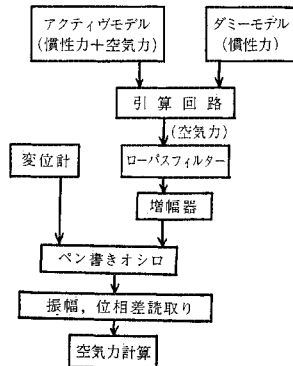 アクティヴモデル
(慣性力+空気力)
ダミーモデル
(慣性力)
引算回路
(空気力)
変位計
ローパスフィルター
増幅器
ペン書きオシロ
振幅,位相差読取り
空気力計算